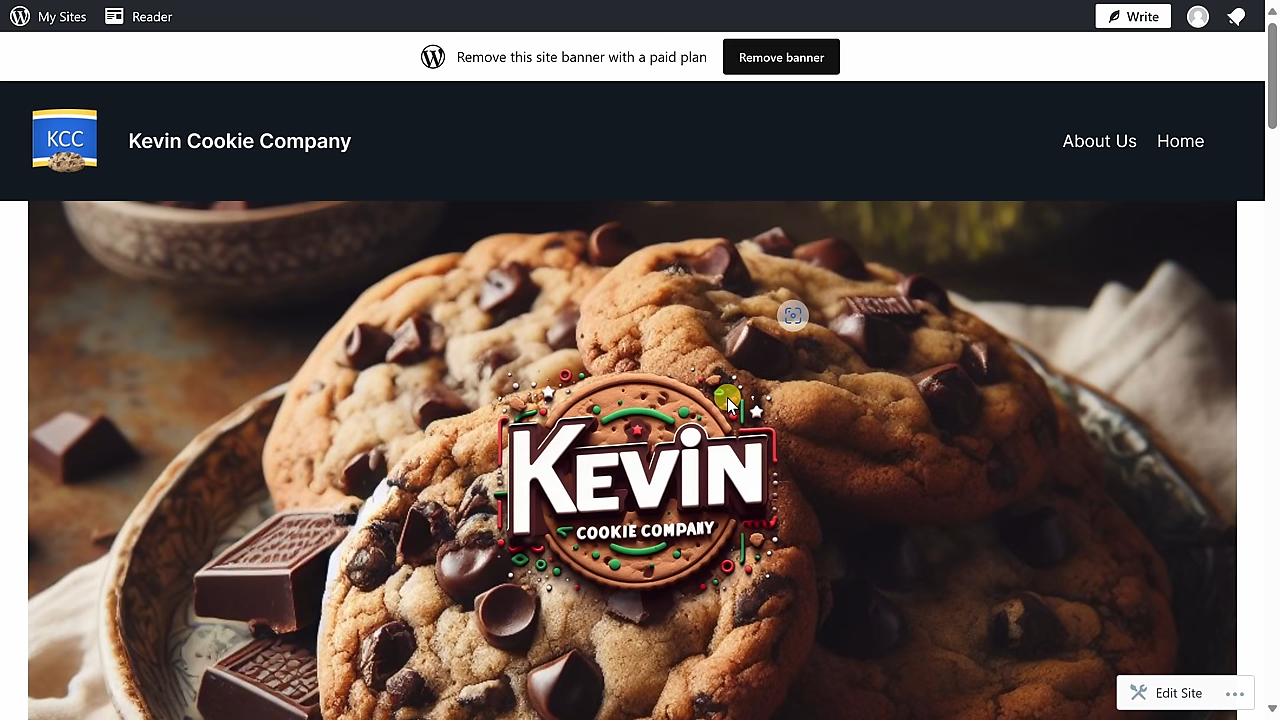 My Sites
Reader
Write
Remove this site banner with a paid plan
Remove banner
KCC
Kevin Cookie Company
About Us
Home
KEViN
COOKIE COMPANY
Edit Site